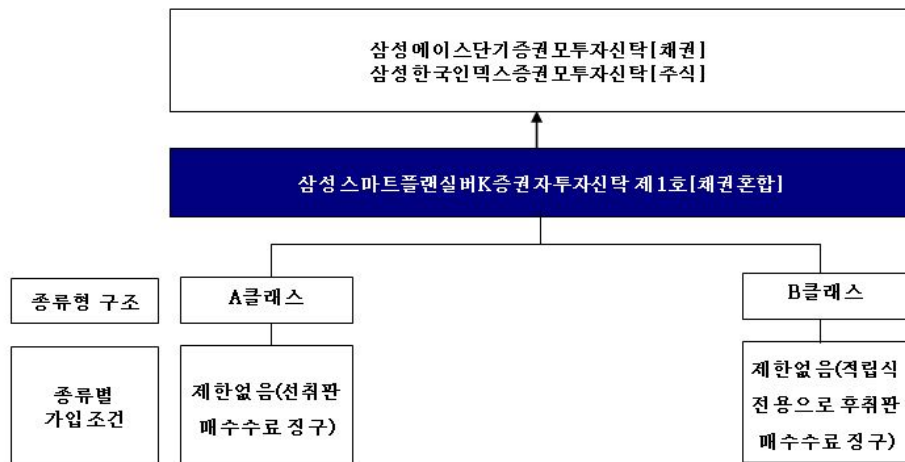 삼성에이스단기증권모투자신탁[채권]
삼성한국인덱스증권모투자신탁[주식]
삼성스마트플랜실버K증권자투자신탁 제1호[채권혼합]
종류형 구조
A클래스
B클래스
종류별
가입조건
제한없음(선취판
매수수료 징구)
제한없음(적립식
전용으로 후취판
매수수료 징구)